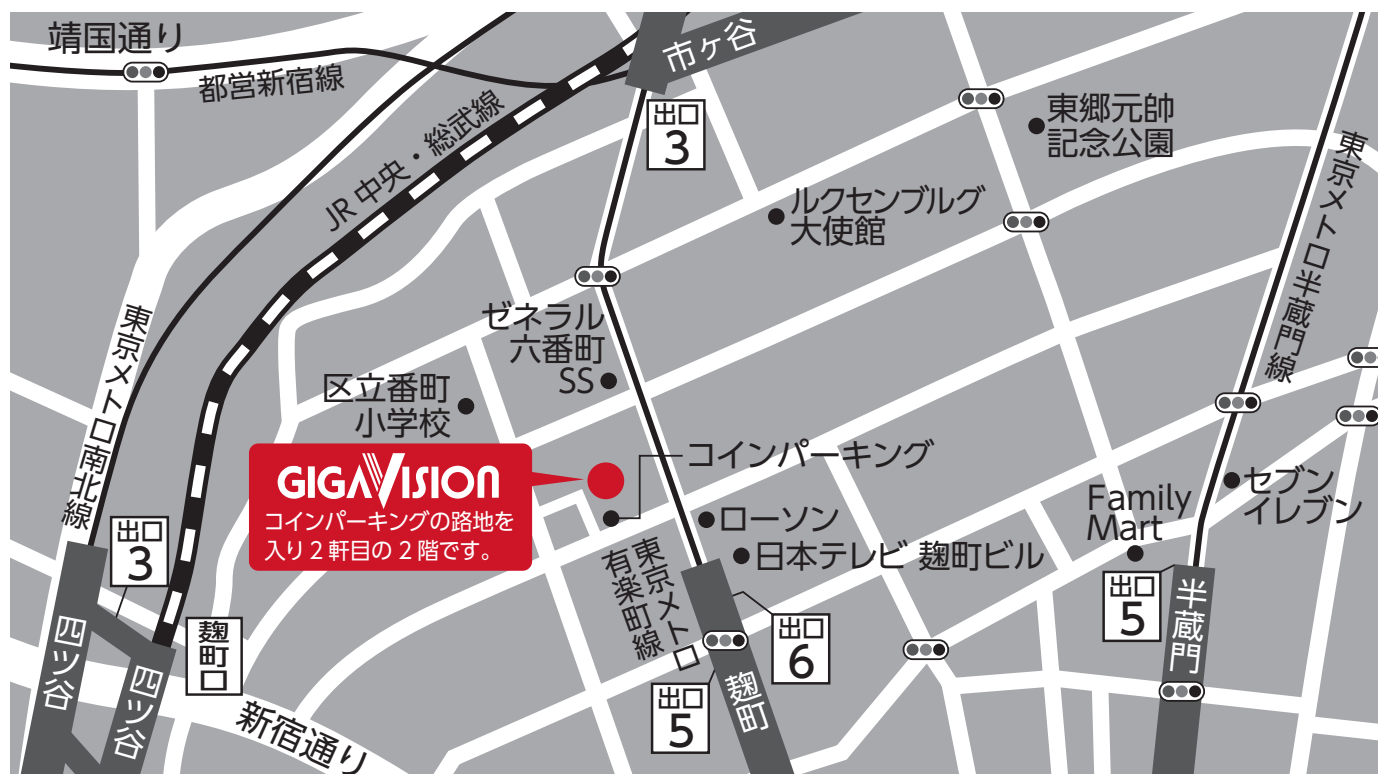 靖国通り
都営新宿線
JR 中央・総武線
市ヶ谷
出口
3
東郷元帥
記念公園
ルクセンブルグ
大使館
東京メトロ半蔵門線
東京メトロ南北線
ゼネラル
六番町
SS
区立番町
小学校
GIGAVISION
コインパーキングの路地を
入り2軒目の2階です。
コインパーキング
ローソン
日本テレビ 麹町ビル
Family
Mart
セブン
イレブン
出口
3
麹町口
四ツ谷
四ツ谷
新宿通り
東京メトロ
有楽町線
出口
5
出口
6
麹町
出口
5
半蔵門